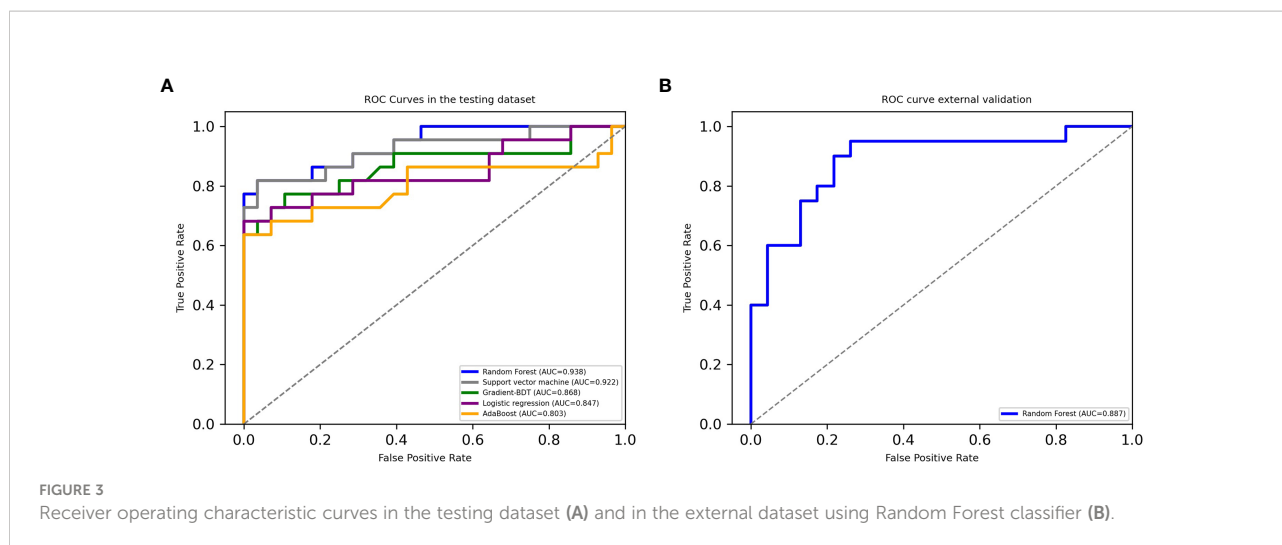 A
ROC Curves in the testing dataset
True Positive Rate
1.0
0.8
0.6
0.4
0.2
0.0
Random Forest (AUC=0.938)
Support vector machine (AUC=0.922)
Gradient-BDT (AUC=0.868)
Logistic regression (AUC=0.847)
AdaBoost (AUC=0.803)
0.0 0.2 0.4 0.6 0.8 1.0
False Positive Rate
B
ROC curve external validation
True Positive Rate
1.0
0.8
0.6
0.4
0.2
0.0
Random Forest (AUC=0.887)
0.0 0.2 0.4 0.6 0.8 1.0
False Positive Rate
FIGURE 3
Receiver operating characteristic curves in the testing dataset (A) and in the external dataset using Random Forest classifier (B).